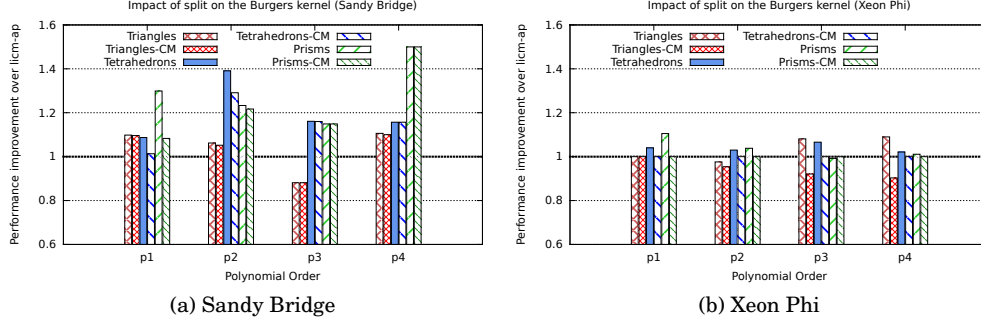 Impact of split on the Burgers kernel (Sandy Bridge)
Performance improvement over licm-ap
1.6
1.4
1.2
1
0.8
0.6
Triangles
Triangles-CM
Tetrahedrons
Tetrahedrons-CM
Prisms
Prisms-CM
p1 p2 p3 p4
Polynomial Order
(a) Sandy Bridge
Impact of split on the Burgers kernel (Xeon Phi)
Performance improvement over licm-ap
1.6
1.4
1.2
1
0.8
0.6
Triangles
Triangles-CM
Tetrahedrons
Tetrahedrons-CM
Prisms
Prisms-CM
p1 p2 p3 p4
Polynomial Order
(b) Xeon Phi